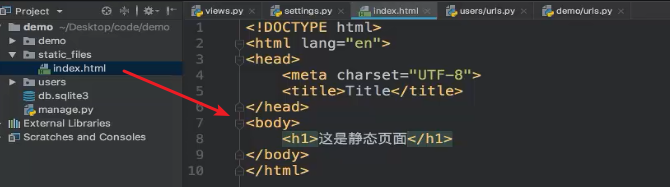 Project
views.py
settings.py
index.html
users/urls.py
demo/urls.py
demo ~/Desktop/code/demo
demo
static_files
index.html
users
db.sqlite3
manage.py
External Libraries
Scratches and Consoles
1 <!DOCTYPE html>
2 <html lang="en">
3 <head>
4 <meta charset="UTF-8">
5 <title>Title</title>
6 </head>
7 <body>
8 <h1>这是静态页面</h1>
9 </body>
10 </html>